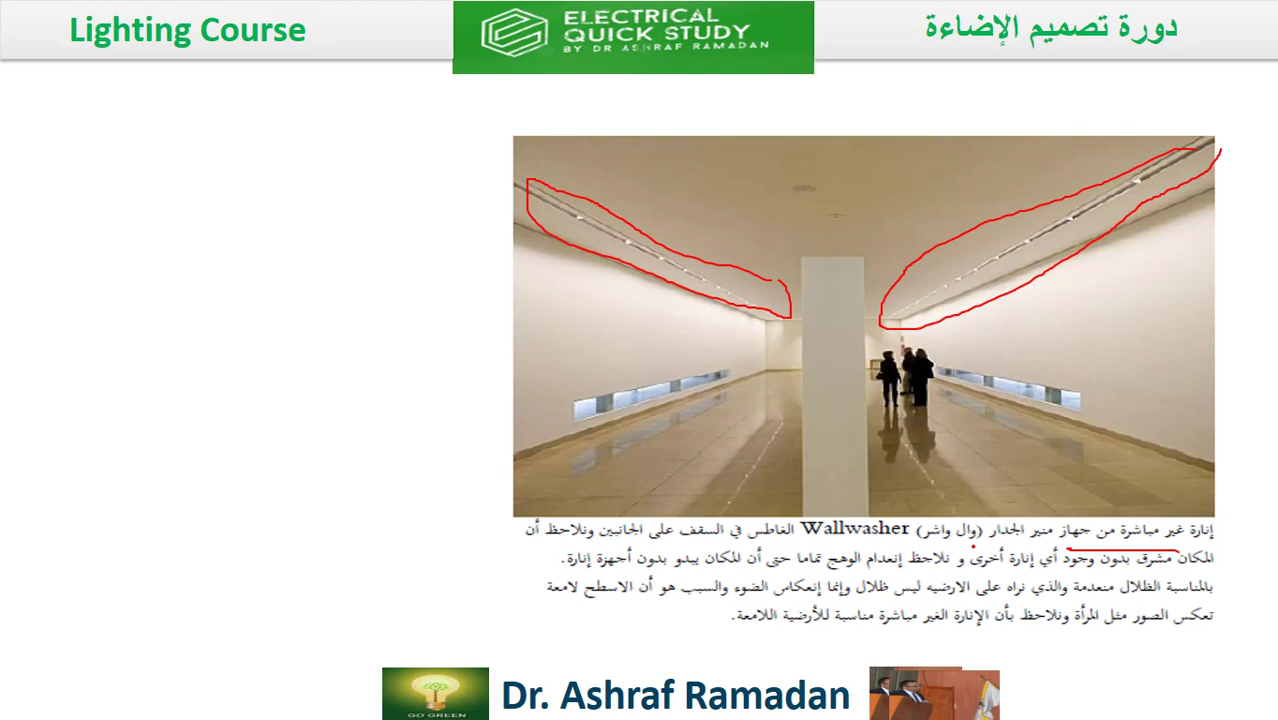 Lighting Course
ELECTRICAL
QUICK STUDY
BY DR ASHRAF RAMADAN
دورة تصميم الإضاءة
إنارة غير مباشرة من جهاز منير الجدار (وال واشر) Wallwasher الغاطس في السقف على الجانبين ونلاحظ أن
المكان مشرق بدون وجود أي إنارة أخرى و نلاحظ إنعدام الوهج تماما حتى أن المكان يبدو بدون أجهزة إنارة.
بالمناسبة الظلال منعدمة والذي نراه على الارضيه ليس ظلال وإنما إنعكاس الضوء والسبب هو أن الاسطح لامعة
تعكس الصور مثل المرأة ونلاحظ بأن الإنارة الغير مباشرة مناسبة للأرضية اللامعة.
GO GREEN
Dr. Ashraf Ramadan